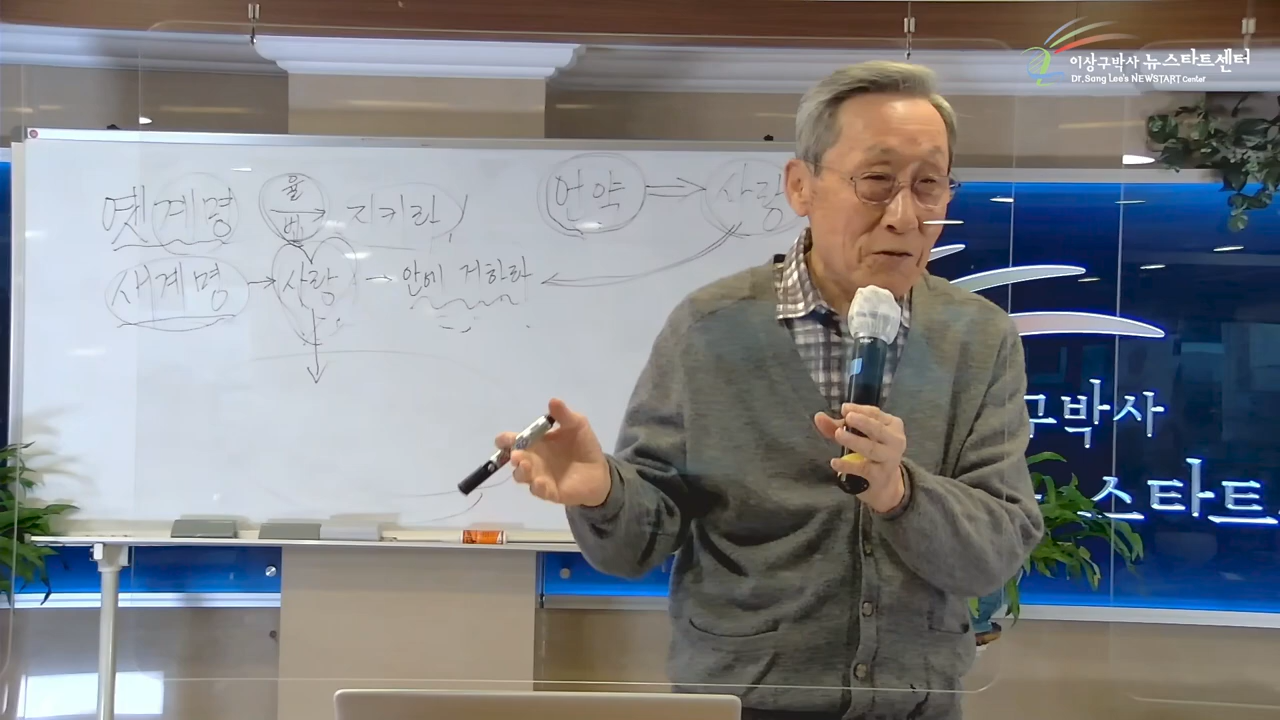 이상구박사 뉴스타트센터
Dr. Sang Lee's NEWSTART Center
옛계명 율법 지키라!
언약 ⇒ 사랑
새계명 → 사랑 → 안에 거하라
구박사
스타트